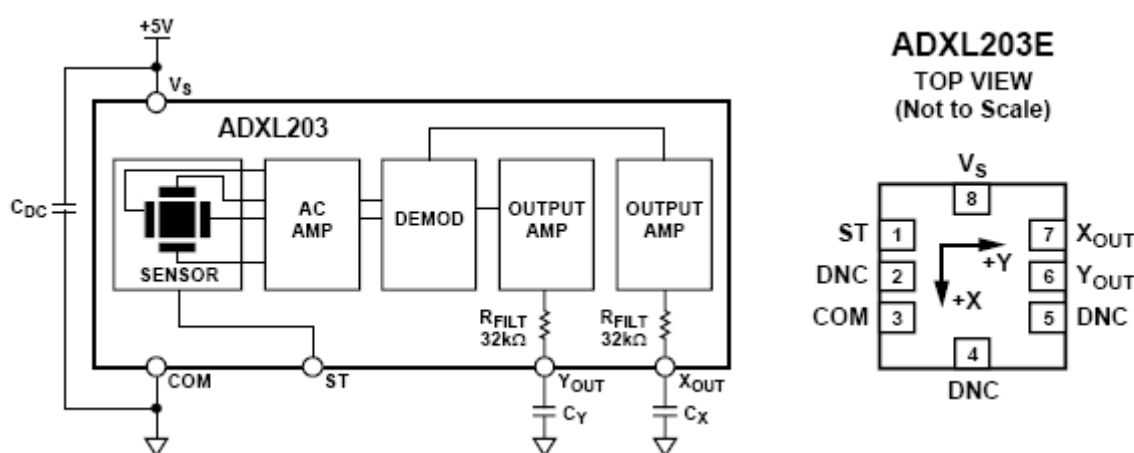 +5V
VS
ADXL203
CDC
AC
AMP
DEMOD
OUTPUT
AMP
OUTPUT
AMP
SENSOR
RFILT
32kΩ
RFILT
32kΩ
COM
ST
YOUT
XOUT
CY
CX
ADXL203E
TOP VIEW
(Not to Scale)
VS
8
ST 1
7 XOUT
+Y
DNC 2
6 YOUT
+X
COM 3
5 DNC
4
DNC